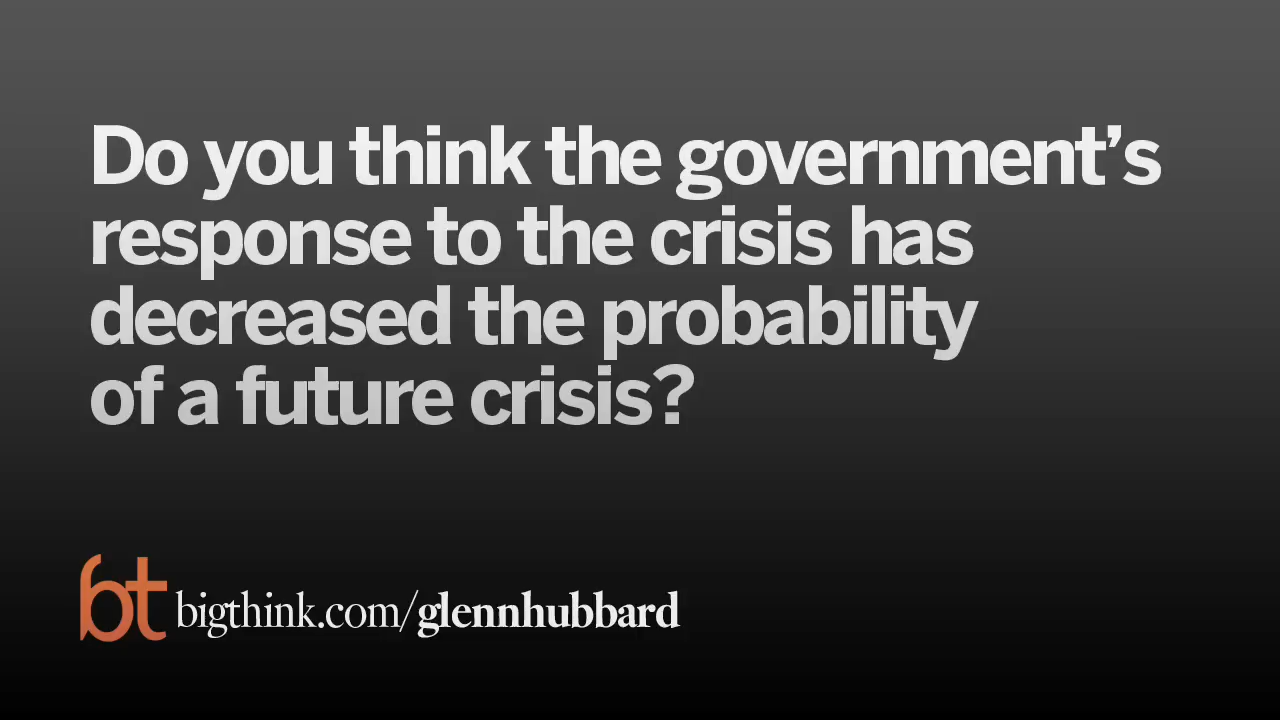 Do you think the government’s
response to the crisis has
decreased the probability
of a future crisis?
bt bigthink.com/glennhubbard